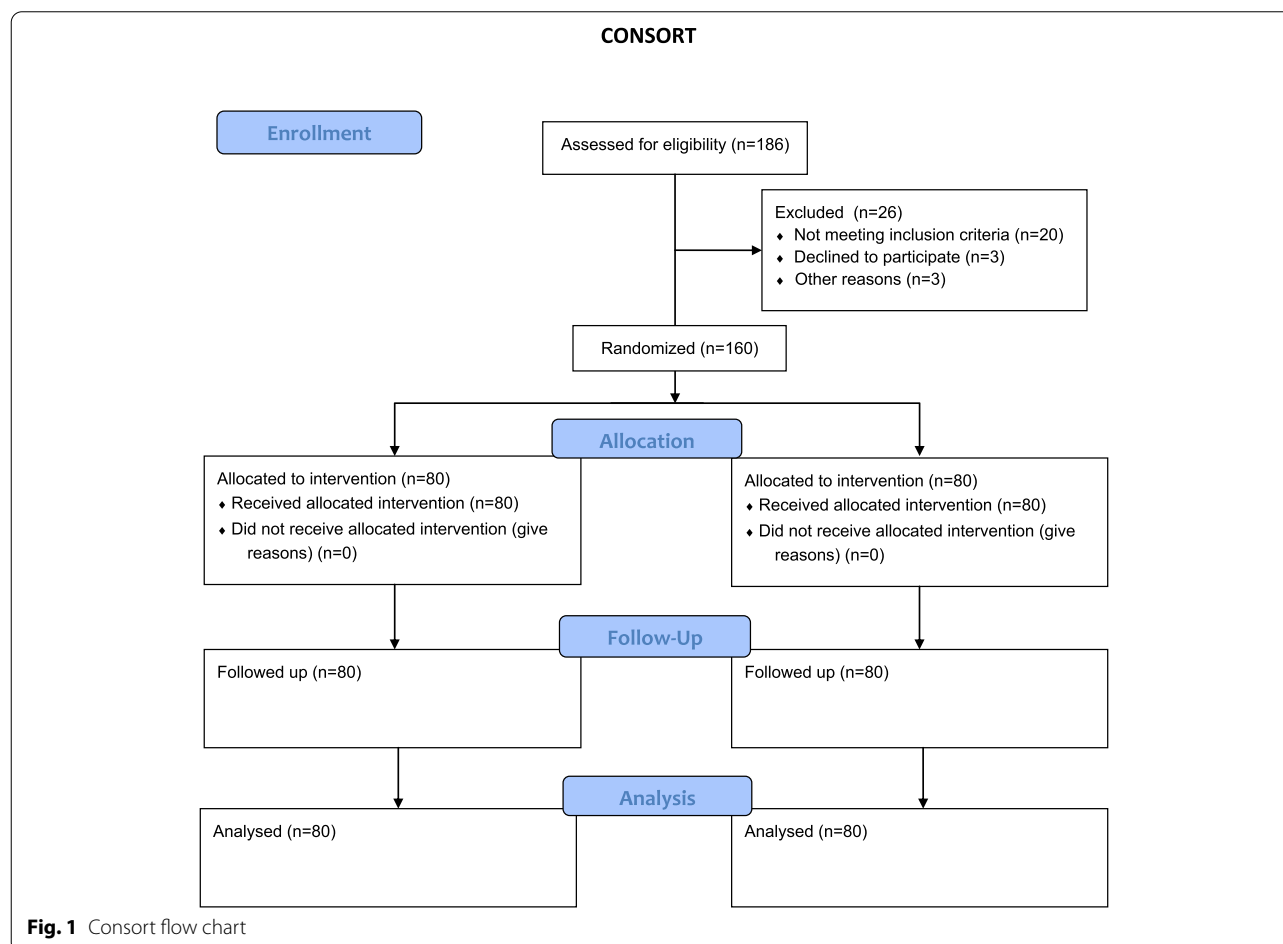 CONSORT
Enrollment
Assessed for eligibility (n=186)
Excluded (n=26)
♦ Not meeting inclusion criteria (n=20)
♦ Declined to participate (n=3)
♦ Other reasons (n=3)
Randomized (n=160)
Allocation
Allocated to intervention (n=80)
♦ Received allocated intervention (n=80)
♦ Did not receive allocated intervention (give
reasons) (n=0)
Allocated to intervention (n=80)
♦ Received allocated intervention (n=80)
♦ Did not receive allocated intervention (give
reasons) (n=0)
Follow-Up
Followed up (n=80)
Followed up (n=80)
Analysis
Analysed (n=80)
Analysed (n=80)
Fig. 1 Consort flow chart